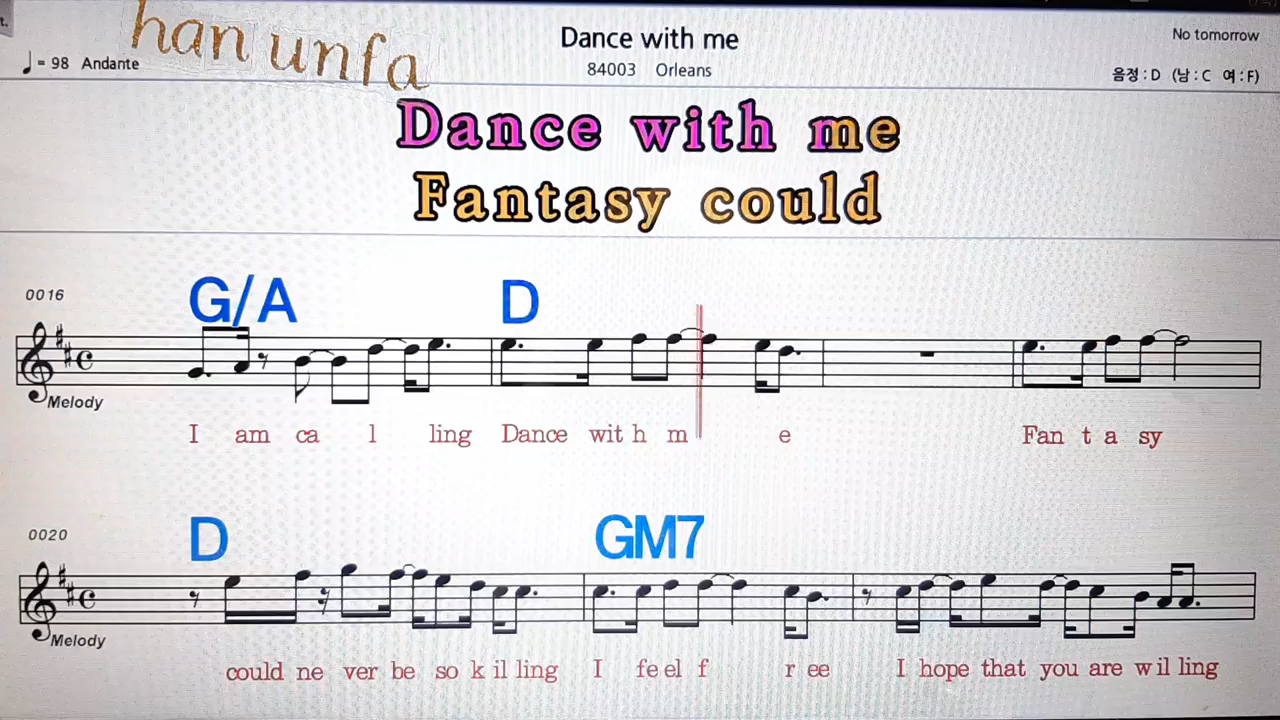 t.
han unfa
Dance with me
No tomorrow
= 98 Andante
84003 Orleans
음정 : D (남 : C 여 : F)
Dance with me
Fantasy could
0016
G/A D
Melody
I am ca l ling Dance wit h m e Fan t a sy
0020
D GM7
Melody
could ne ver be so k il ling I fe el f r ee I hope that you are w il ling